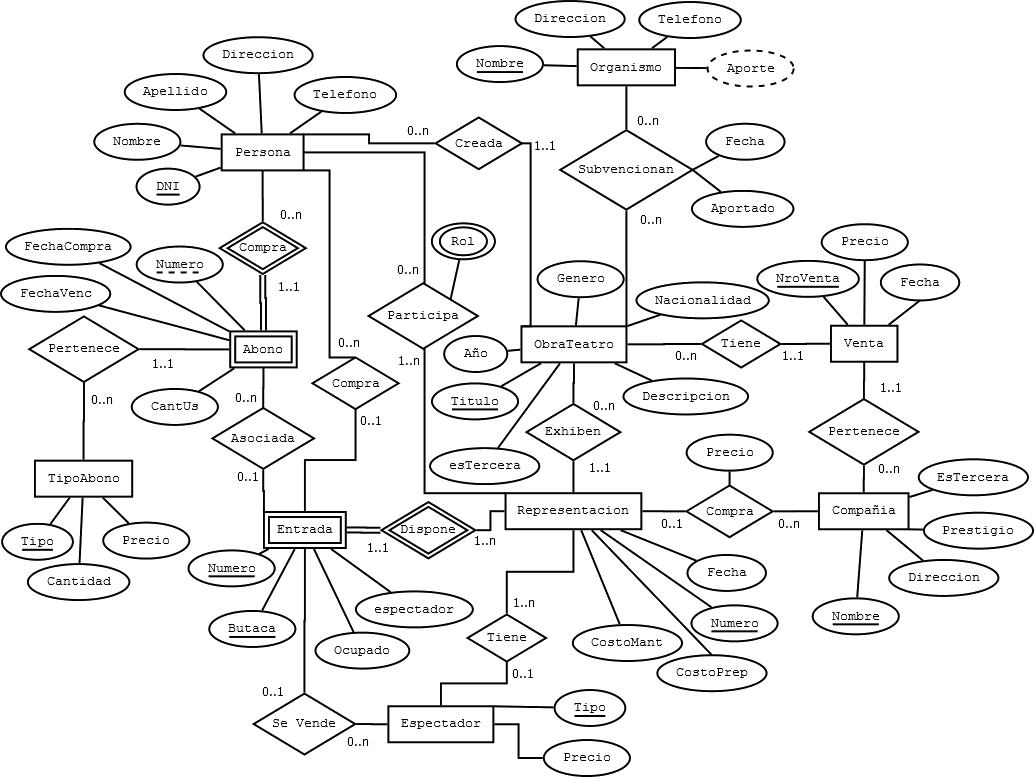 Direccion
Telefono
Nombre
Organismo
Aporte
Direccion
Apellido
Telefono
Nombre
Persona
DNI
0..n
Creada
1..1
0..n
Subvencionan
Fecha
Aportado
0..n
0..n
Compra
FechaCompra
Numero
FechaVenc
1..1
Rol
0..n
Participa
1..n
Genero
Nacionalidad
Precio
NroVenta
Fecha
Pertenece
1..1
Abono
0..n
Compra
0..1
Año
ObraTeatro
0..n
Tiene
1..1
Venta
Titulo
Descripcion
esTercera
0..n
Exhiben
1..1
1..1
Pertenece
0..n
0..n
CantUs
0..n
Asociada
0..1
TipoAbono
Tipo
Precio
Cantidad
Entrada
1..1
Dispone
1..n
Representacion
0..1
Precio
Compra
0..n
Compañia
EsTercera
Prestigio
Direccion
Nombre
Numero
Butaca
espectador
Ocupado
1..n
Tiene
0..1
Fecha
Numero
CostoMant
CostoPrep
0..1
Se Vende
0..n
Espectador
Tipo
Precio